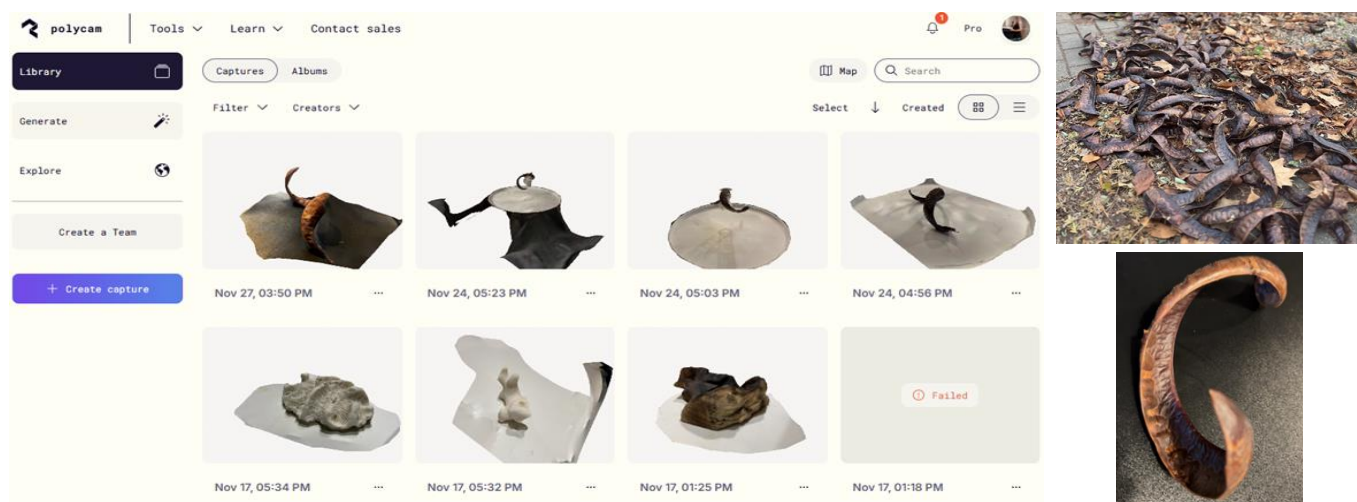 polycam Tools Learn Contact sales 1 Pro
Library Captures Albums Map Search
Filter Creators Select Created
Generate
Explore
Create a Team
+ Create capture
Nov 27, 03:50 PM ... Nov 24, 05:23 PM ... Nov 24, 05:03 PM ... Nov 24, 04:56 PM ...
Failed
Nov 17, 05:34 PM ... Nov 17, 05:32 PM ... Nov 17, 01:25 PM ... Nov 17, 01:18 PM ...